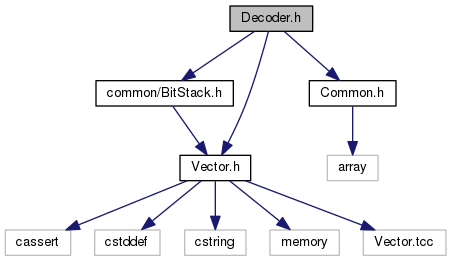 Decoder.h
common/BitStack.h
Common.h
Vector.h
array
cassert
cstddef
cstring
memory
Vector.tcc